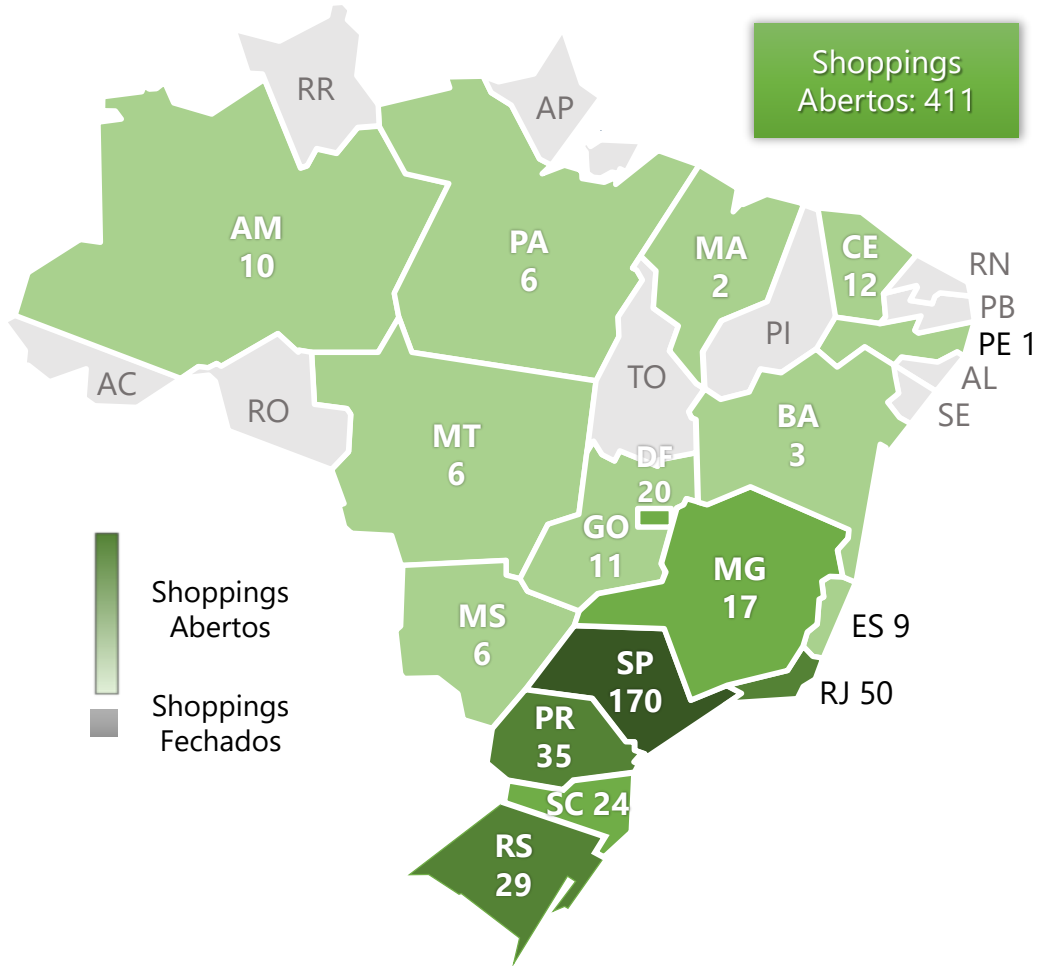 Shoppings
Abertos: 411
RR
AP
AM
10
PA
6
MA
2
CE
12
RN
PB
PE 1
PI
AL
TO
AC
SE
RO
BA
3
MT
6
DF
20
GO
11
MG
17
Shoppings
Abertos
MS
6
ES 9
SP
170
RJ 50
Shoppings
Fechados
PR
35
SC 24
RS
29